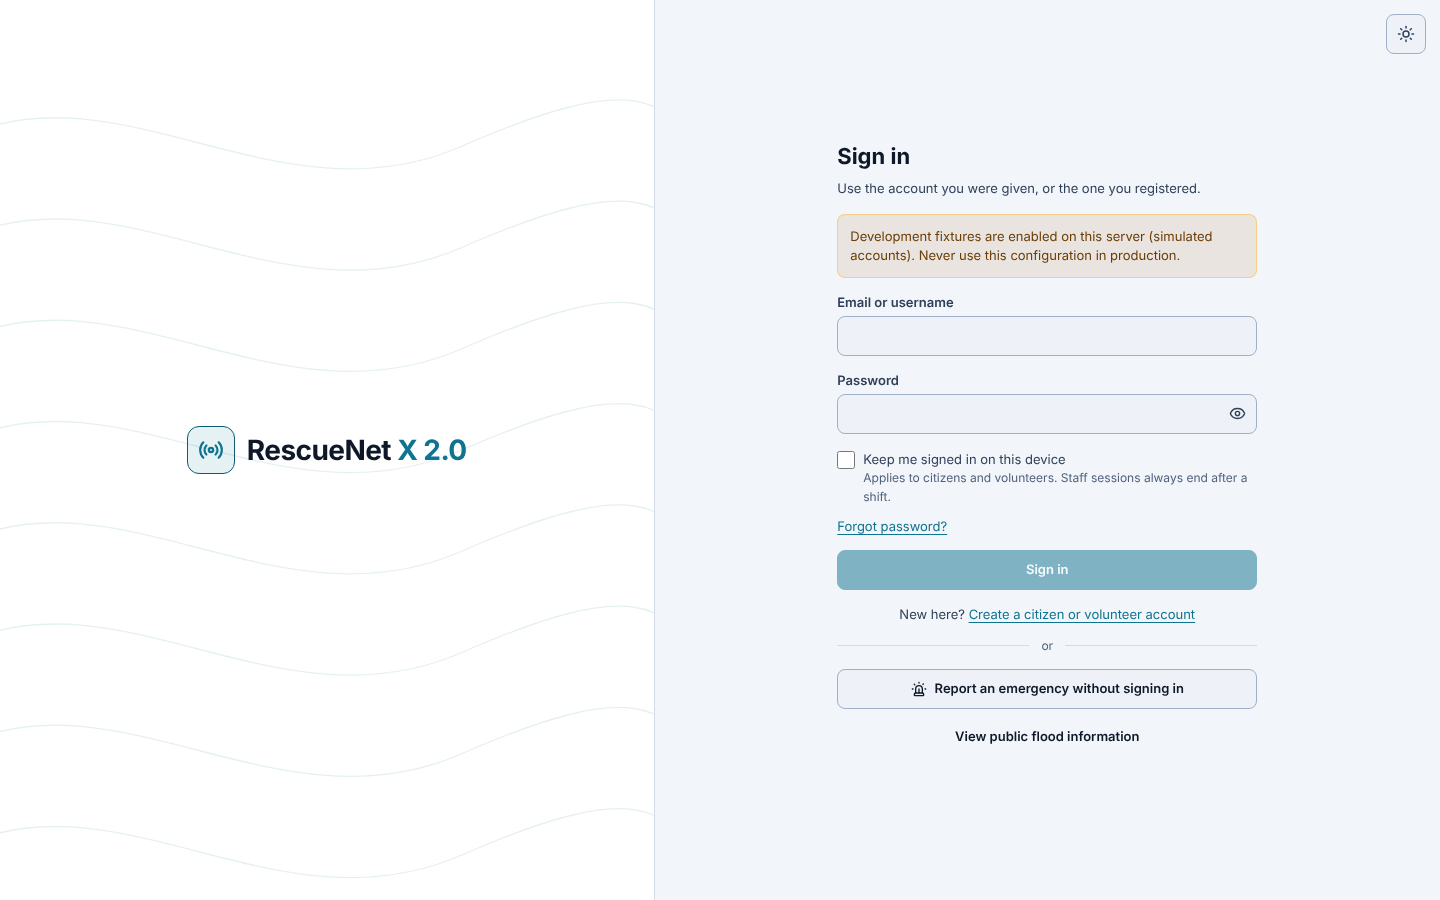 RescueNet X 2.0
Sign in
Use the account you were given, or the one you registered.
Development fixtures are enabled on this server (simulated
accounts). Never use this configuration in production.
Email or username
Password
Keep me signed in on this device
Applies to citizens and volunteers. Staff sessions always end after a
shift.
Forgot password?
Sign in
New here? Create a citizen or volunteer account
or
Report an emergency without signing in
View public flood information